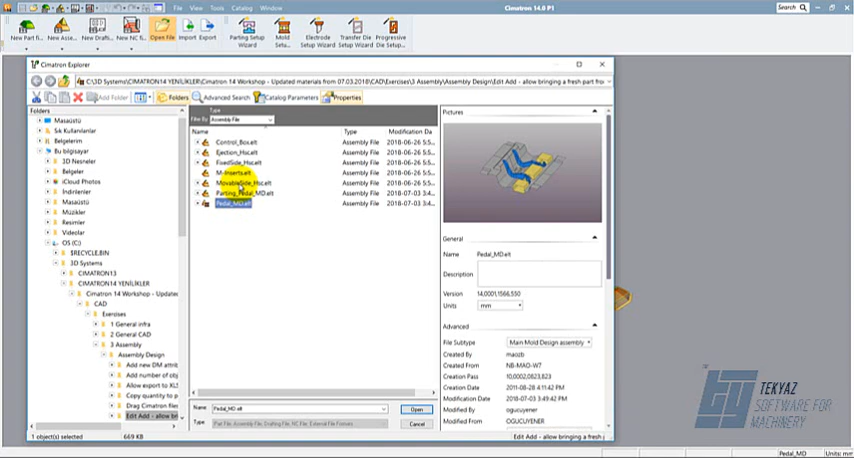 File View Tools Catalog Window
Cimatron 14.0 P1
Search
New Part fi...
New Asse...
New Draft...
New NC fi...
Open File
Import
Export
Parting Setup Wizard
Mold Setu...
Electrode Setup Wizard
Transfer Die Setup Wizard
Progressive Die Setup...
Cimatron Explorer
C:\3D Systems\CIMATRON14 YENİLİKLER\Cimatron 14 Workshop - Updated materials from 07.03.2018\CAD\Exercises\3 Assembly\Assembly Design\Edit Add - allow bringing a fresh part fro
Add Folder
Folders
Advanced Search
Catalog Parameters
Properties
Folders
Masaüstü
Sık Kullanılanlar
Belgelerim
Bu bilgisayar
3D Nesneler
Belgeler
iCloud Photos
İndirilenler
Masaüstü
Müzikler
Resimler
Videolar
OS (C:)
$RECYCLE.BIN
3D Systems
CIMATRON13
CIMATRON14 YENİLİKLER
Cimatron 14 Workshop - Update
CAD
Exercises
1 General infra
2 General CAD
3 Assembly
Assembly Design
Add new DM attrib
Add number of obj
Allow export to XLS
Copy quantity to p
Drag Cimatron files
Edit Add - allow br
Type
Filter By Assembly File
Name Type Modification Da
Control_Box.elt Assembly File 2018-06-26 5:5...
Ejection_Hsc.elt Assembly File 2018-06-26 5:5...
FixedSide_Hsc.elt Assembly File 2018-06-26 5:5...
M-Inserts.elt Assembly File 2018-06-26 5:5...
MovableSide_Hsc.elt Assembly File 2018-06-26 5:5...
Parting_Pedal_MD.elt Assembly File 2018-07-03 3:4...
Pedal_MD.elt Assembly File 2018-07-03 3:4...
Name Pedal_MD.elt
Open
Type Part File, Assembly File, Drafting File, NC File, External File Formats
Cancel
Pictures
General
Name Pedal_MD.elt
Description
Version 14,0001,1566,550
Units mm
Advanced
File Subtype Main Mold Design assembly
Created By maozb
Created From NB-MAO-W7
Creation Pass 10,0002,0823,823
Creation Date 2011-08-28 4:11:42 PM
Modification Date 2018-07-03 3:49:42 PM
Modified By ogucuyener
Modified From OGUCUYENER
1 object(s) selected
669 KB
Edit Add - allow bringing a fresh p
TEKYAZ
SOFTWARE FOR
MACHINERY
Pedal_MD
Units: mm